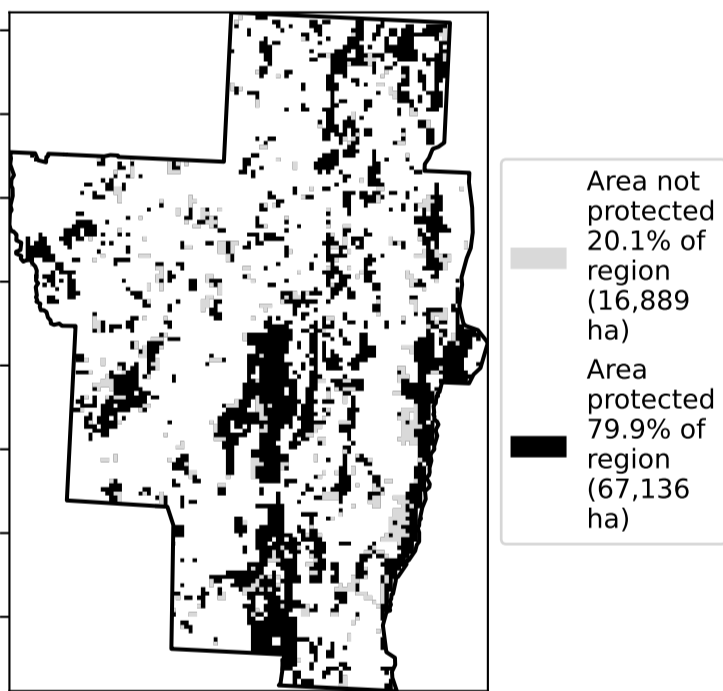 Area not
protected
20.1% of
region
(16,889
ha)
Area
protected
79.9% of
region
(67,136
ha)